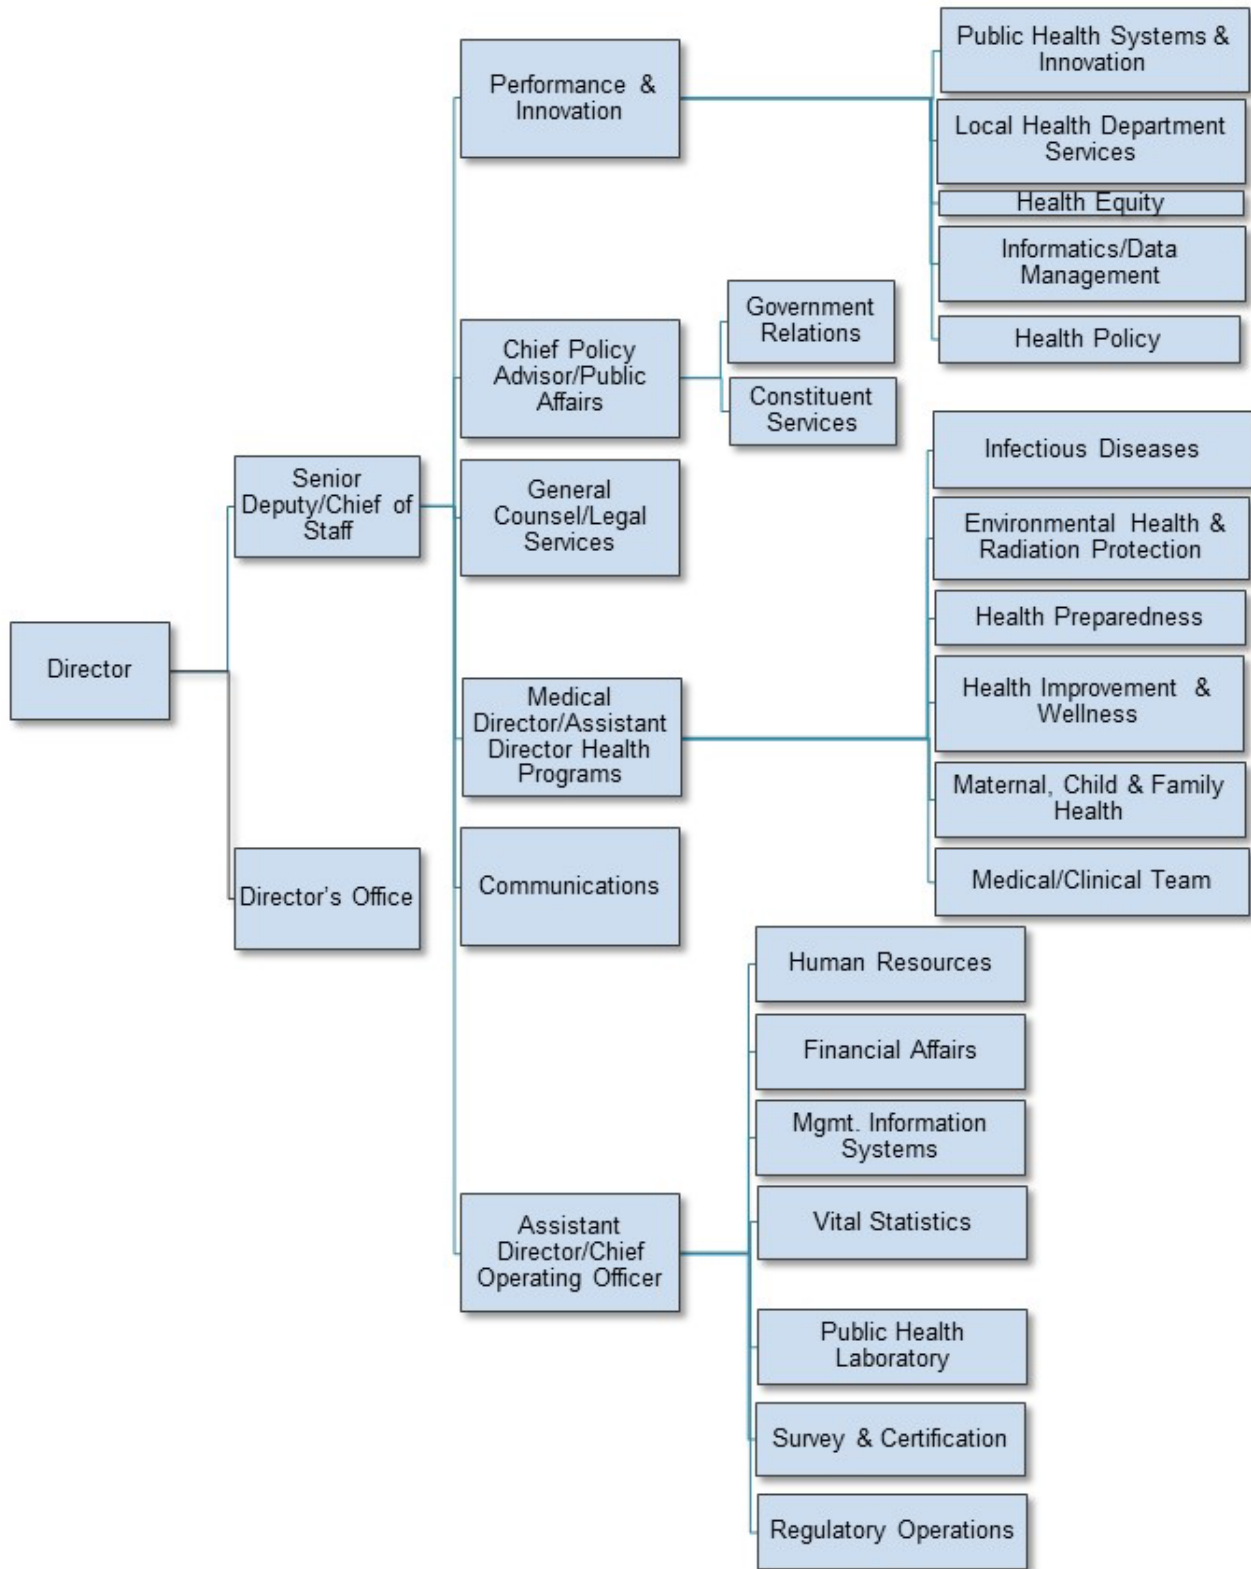 Director
Senior
Deputy/Chief of
Staff
Director's Office
Performance &
Innovation
Chief Policy
Advisor/Public
Affairs
General
Counsel/Legal
Services
Medical
Director/Assistant
Director Health
Programs
Communications
Assistant
Director/Chief
Operating Officer
Public Health Systems &
Innovation
Local Health Department
Services
Health Equity
Informatics/Data
Management
Health Policy
Government
Relations
Constituent
Services
Infectious Diseases
Environmental Health &
Radiation Protection
Health Preparedness
Health Improvement &
Wellness
Maternal, Child & Family
Health
Medical/Clinical Team
Human Resources
Financial Affairs
Mgmt. Information
Systems
Vital Statistics
Public Health
Laboratory
Survey & Certification
Regulatory Operations